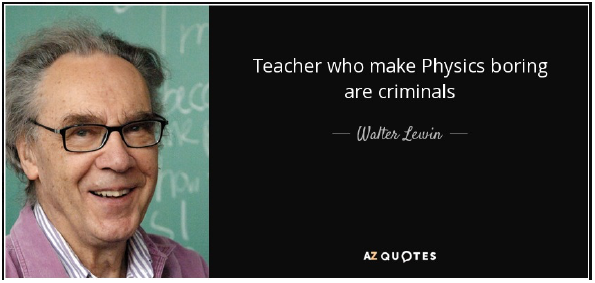 Teacher who make Physics boring
are criminals
Walter Lewin
AZ QUOTES